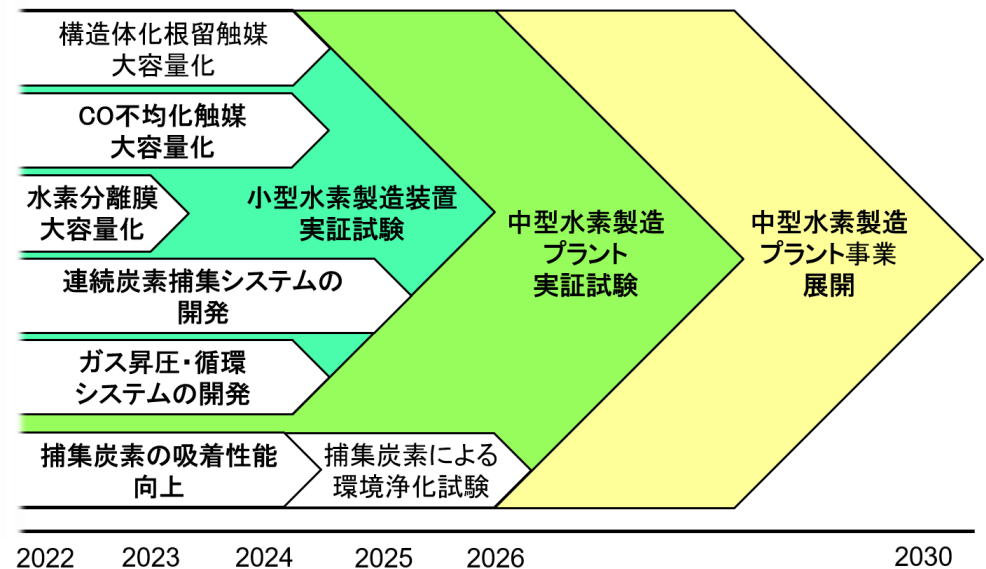 構造体化根留触媒
大容量化
CO不均化触媒
大容量化
水素分離膜
大容量化
小型水素製造装置
実証試験
連続炭素捕集システムの
開発
ガス昇圧・循環
システムの開発
捕集炭素の吸着性能
向上
捕集炭素による
環境浄化試験
中型水素製造
プラント
実証試験
中型水素製造
プラント事業
展開
2022 2023 2024 2025 2026 2030